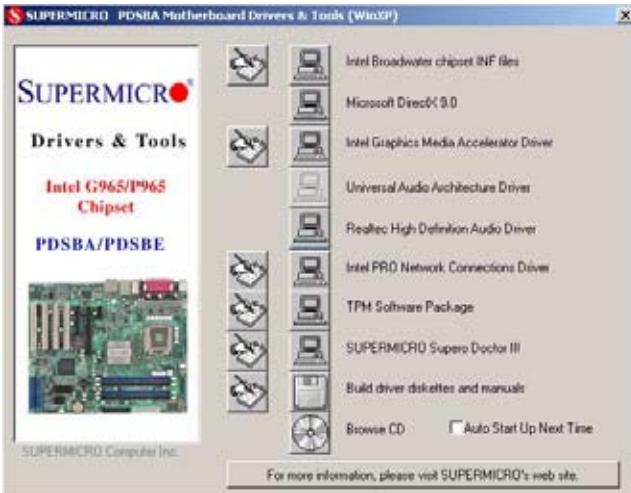 SUPERMICRO PDSBA Motherboard Drivers & Tools (WinXP)
SUPERMICRO
Drivers & Tools
Intel G965/P965
Chipset
PDSBA/PDSBE
SUPERMICRO Computer Inc.
Intel Broadwater chipset INF files
Microsoft DirectX 9.0
Intel Graphics Media Accelerator Driver
Universal Audio Architecture Driver
Realtec High Definition Audio Driver
Intel PRO Network Connections Driver
TPM Software Package
SUPERMICRO Supero Doctor III
Build driver diskettes and manuals
Browse CD
Auto Start Up Next Time
For more information, please visit SUPERMICRO's web site.